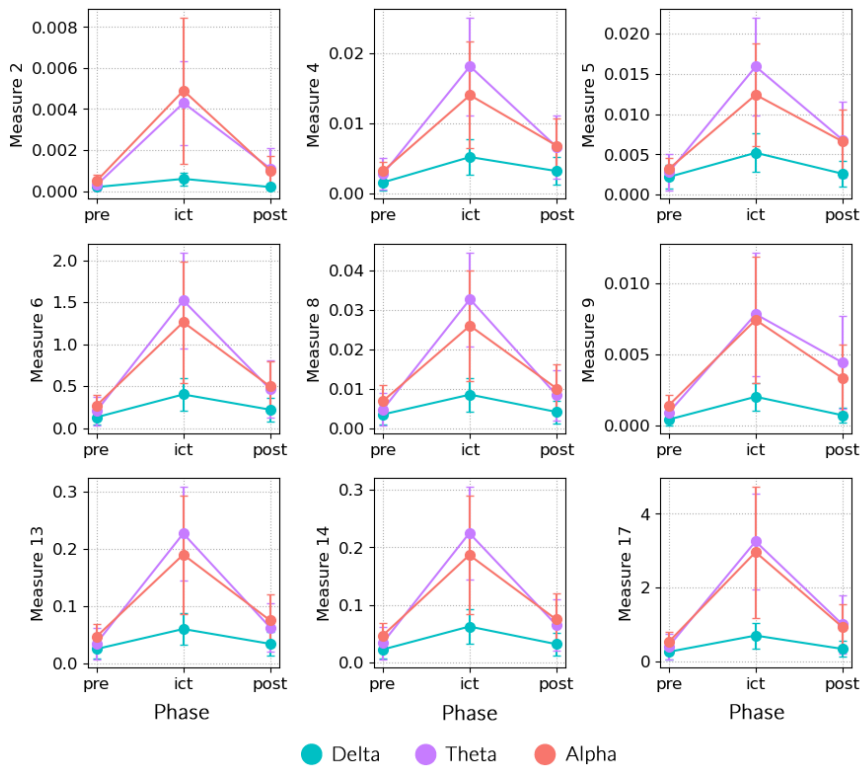 Measure 2
0.008
0.006
0.004
0.002
0.000
pre ict post
Measure 4
0.02
0.01
0.00
pre ict post
Measure 5
0.020
0.015
0.010
0.005
0.000
pre ict post
Measure 6
2.0
1.5
1.0
0.5
0.0
pre ict post
Measure 8
0.04
0.03
0.02
0.01
0.00
pre ict post
Measure 9
0.010
0.005
0.000
pre ict post
Measure 13
0.3
0.2
0.1
0.0
pre ict post
Phase
Measure 14
0.3
0.2
0.1
0.0
pre ict post
Phase
Measure 17
4
2
0
pre ict post
Phase
Delta Theta Alpha